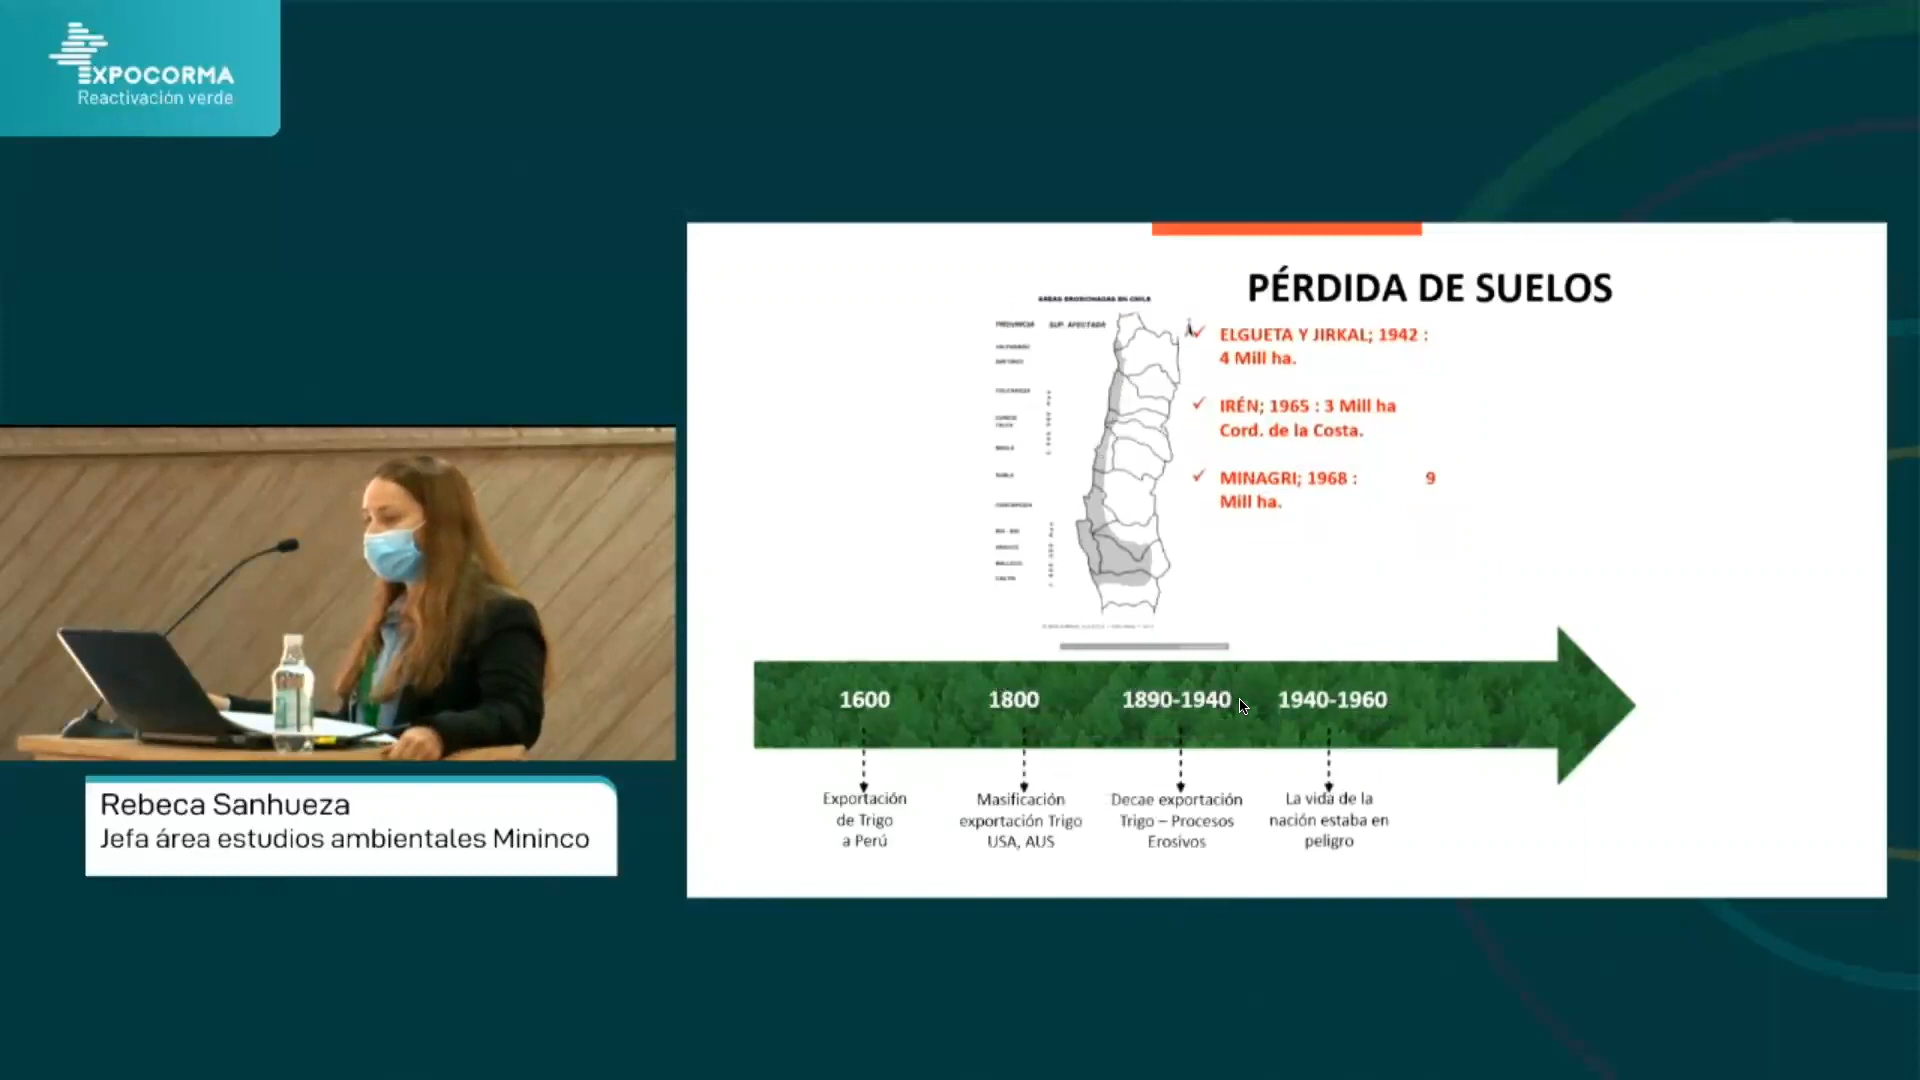 EXPOCORMA
Reactivación verde
PÉRDIDA DE SUELOS
AREAS EROSIONADAS EN CHILE
PROVINCIA SUP. AFECTADA
ELGUETA Y JIRKAL; 1942 :
4 Mill ha.
IRÉN; 1965 : 3 Mill ha
Cord. de la Costa.
MINAGRI; 1968 : 9
Mill ha.
1600 1800 1890-1940 1940-1960
Exportación
de Trigo
a Perú
Masificación
exportación Trigo
USA, AUS
Decae exportación
Trigo – Procesos
Erosivos
La vida de la
nación estaba en
peligro
Rebeca Sanhueza
Jefa área estudios ambientales Mininco